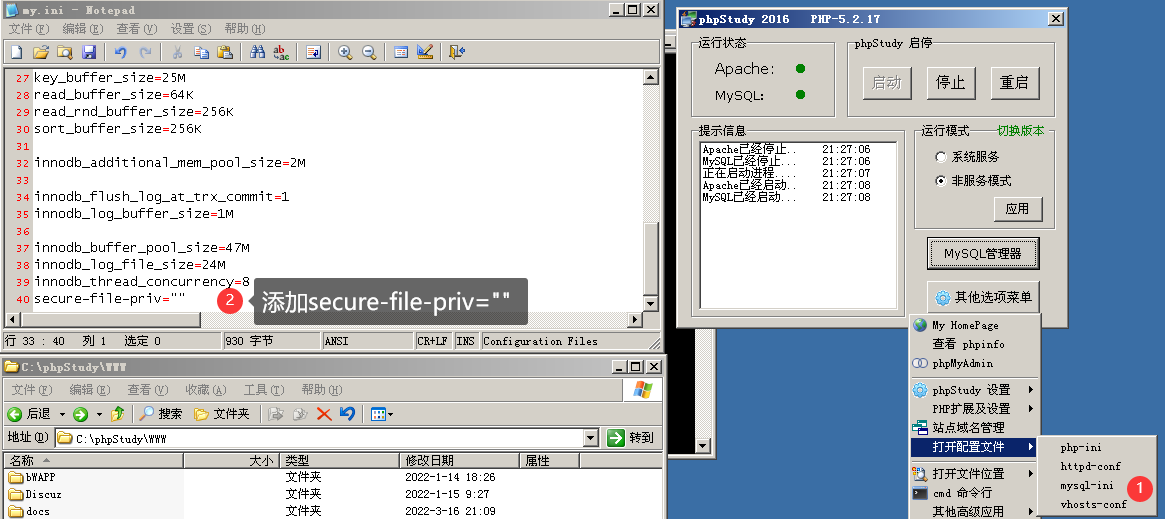 my.ini - Notepad
文件(F) 编辑(E) 查看(V) 设置(S) 帮助(H)
27 key_buffer_size=25M
28 read_buffer_size=64K
29 read_rnd_buffer_size=256K
30 sort_buffer_size=256K
31
32 innodb_additional_mem_pool_size=2M
33
34 innodb_flush_log_at_trx_commit=1
35 innodb_log_buffer_size=1M
36
37 innodb_buffer_pool_size=47M
38 innodb_log_file_size=24M
39 innodb_thread_concurrency=8
40 secure-file-priv=""
2 添加secure-file-priv=""
行 33 : 40 列 1 选定 0 930 字节 ANSI CR+LF INS Configuration Files
C:\phpStudy\WWW
文件(F) 编辑(E) 查看(V) 收藏(A) 工具(T) 帮助(H)
后退 搜索 文件夹
地址(D) C:\phpStudy\WWW 转到
名称 大小 类型 修改日期 属性
bWAPP 文件夹 2022-1-14 18:26
Discuz 文件夹 2022-1-15 9:27
docs 文件夹 2022-3-16 21:09
phpStudy 2016 PHP-5.2.17
运行状态
Apache:
MySQL:
phpStudy 启停
启动 停止 重启
提示信息
Apache已经停止.. 21:27:06
MySQL已经停止... 21:27:06
正在启动进程.... 21:27:07
Apache已经启动.. 21:27:08
MySQL已经启动... 21:27:08
运行模式 切换版本
系统服务
非服务模式
应用
MySQL管理器
其他选项菜单
My HomePage
查看 phpinfo
phpMyAdmin
phpStudy 设置
PHP扩展及设置
站点域名管理
打开配置文件
打开文件位置
cmd 命令行
其他高级应用
php-ini
httpd-conf
mysql-ini 1
vhosts-conf